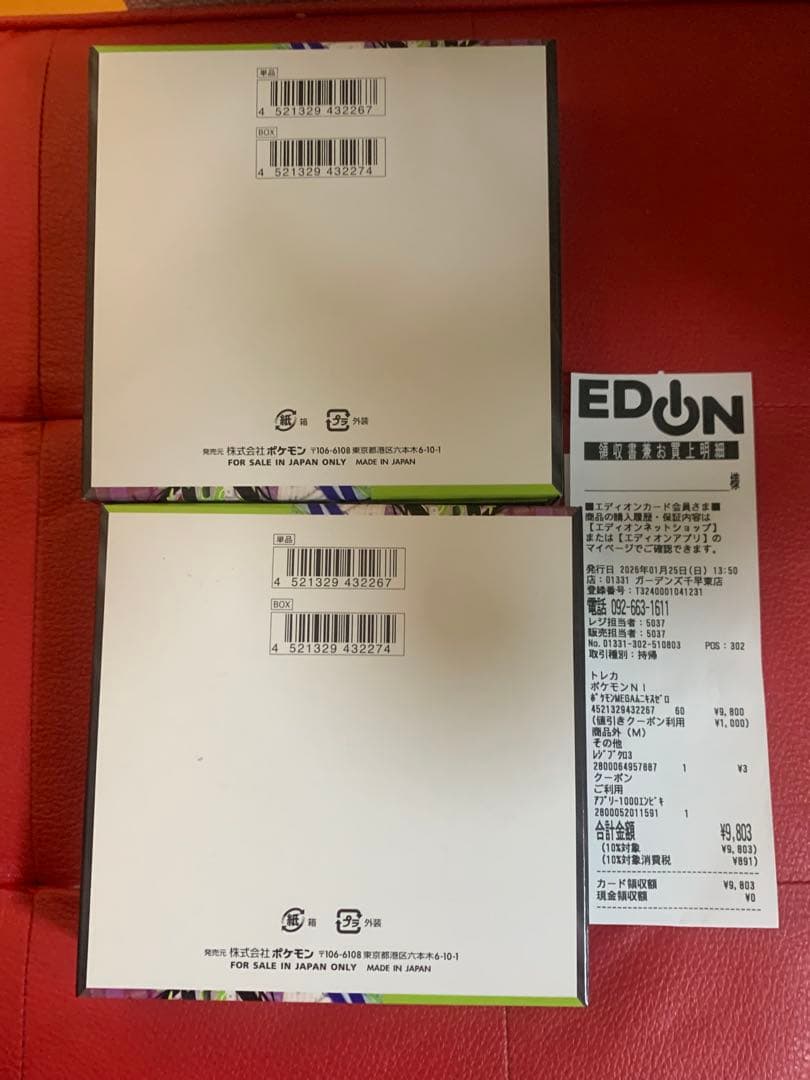 単品
4 521329 432267
BOX
4 521329 432274
紙 箱 プラ 外装
発売元 株式会社ポケモン 〒106-6108 東京都港区六本木6-10-1
FOR SALE IN JAPAN ONLY MADE IN JAPAN
単品
4 521329 432267
BOX
4 521329 432274
紙 箱 プラ 外装
発売元 株式会社ポケモン 〒106-6108 東京都港区六本木6-10-1
FOR SALE IN JAPAN ONLY MADE IN JAPAN
EDION
領収書兼お買上明細
様
■エディオンカード会員さま■
商品の購入履歴・保証内容は
【エディオンネットショップ】
または【エディオンアプリ】の
マイページでご確認できます。
発行日 2026年01月25日(日) 13:50
店:01331 ガーデンズ千早東店
登録番号:T3240001041231
電話 092-663-1611
レジ担当者:5037
販売担当者:5037
No.01331-302-510803 POS:302
取引種別:持帰
トレカ
ポケモンNI
ポケモンMEGAムニキスゼロ
4521329432267 60 ¥9,800
(値引きクーポン利用 ¥1,000)
商品外(M)
その他
レジブクロ3
2800064957887 1 ¥3
クーポン
ご利用
アプリー1000エンビキ
2800052011591 1
合計金額 ¥9,803
(10%対象 ¥9,803)
(10%対象消費税 ¥891)
カード領収額 ¥9,803
現金領収額 ¥0